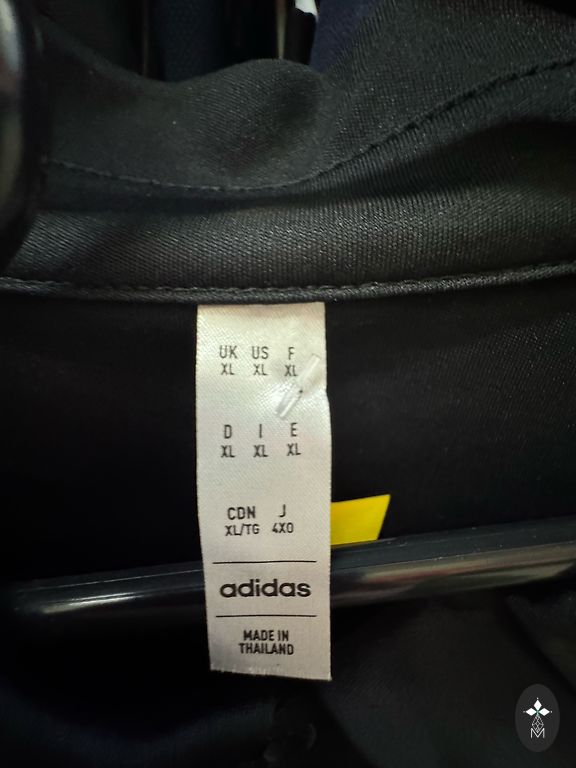 UK US F
XL XL XL
D I E
XL XL XL
CDN J
XL/TG 4XO
adidas
MADE IN
THAILAND
M